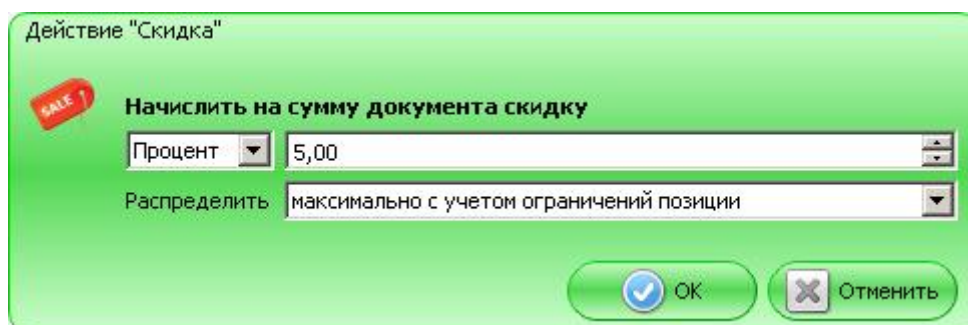 Действие "Скидка"
SALE
Начислить на сумму документа скидку
Процент 5,00
Распределить максимально с учетом ограничений позиции
OK Отменить